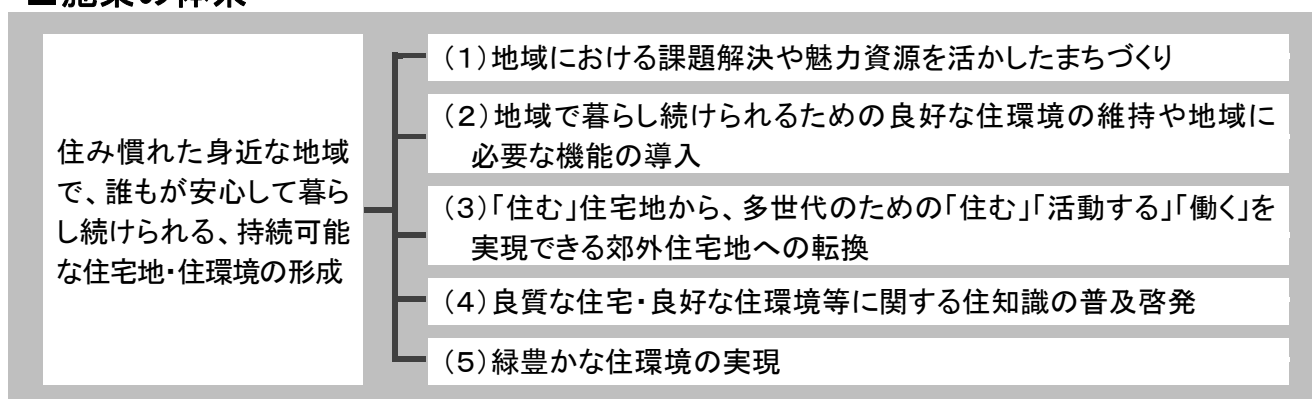 ■施策の体系
住み慣れた身近な地域
で、誰もが安心して暮ら
し続けられる、持続可能
な住宅地・住環境の形成
（１）地域における課題解決や魅力資源を活かしたまちづくり
（２）地域で暮らし続けられるための良好な住環境の維持や地域に
必要な機能の導入
（３）「住む」住宅地から、多世代のための「住む」「活動する」「働く」を
実現できる郊外住宅地への転換
（４）良質な住宅・良好な住環境等に関する住知識の普及啓発
（５）緑豊かな住環境の実現